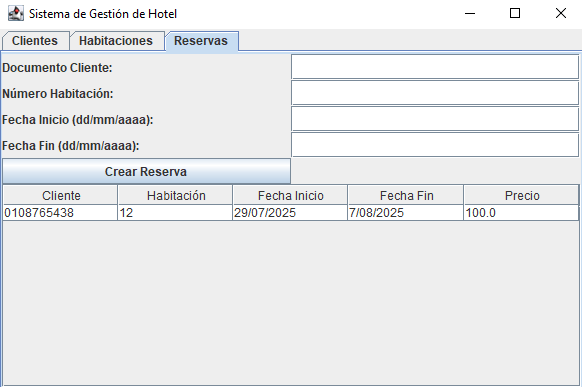 Sistema de Gestión de Hotel
Clientes Habitaciones Reservas
Documento Cliente:
Número Habitación:
Fecha Inicio (dd/mm/aaaa):
Fecha Fin (dd/mm/aaaa):
Crear Reserva
Cliente Habitación Fecha Inicio Fecha Fin Precio
0108765438 12 29/07/2025 7/08/2025 100.0